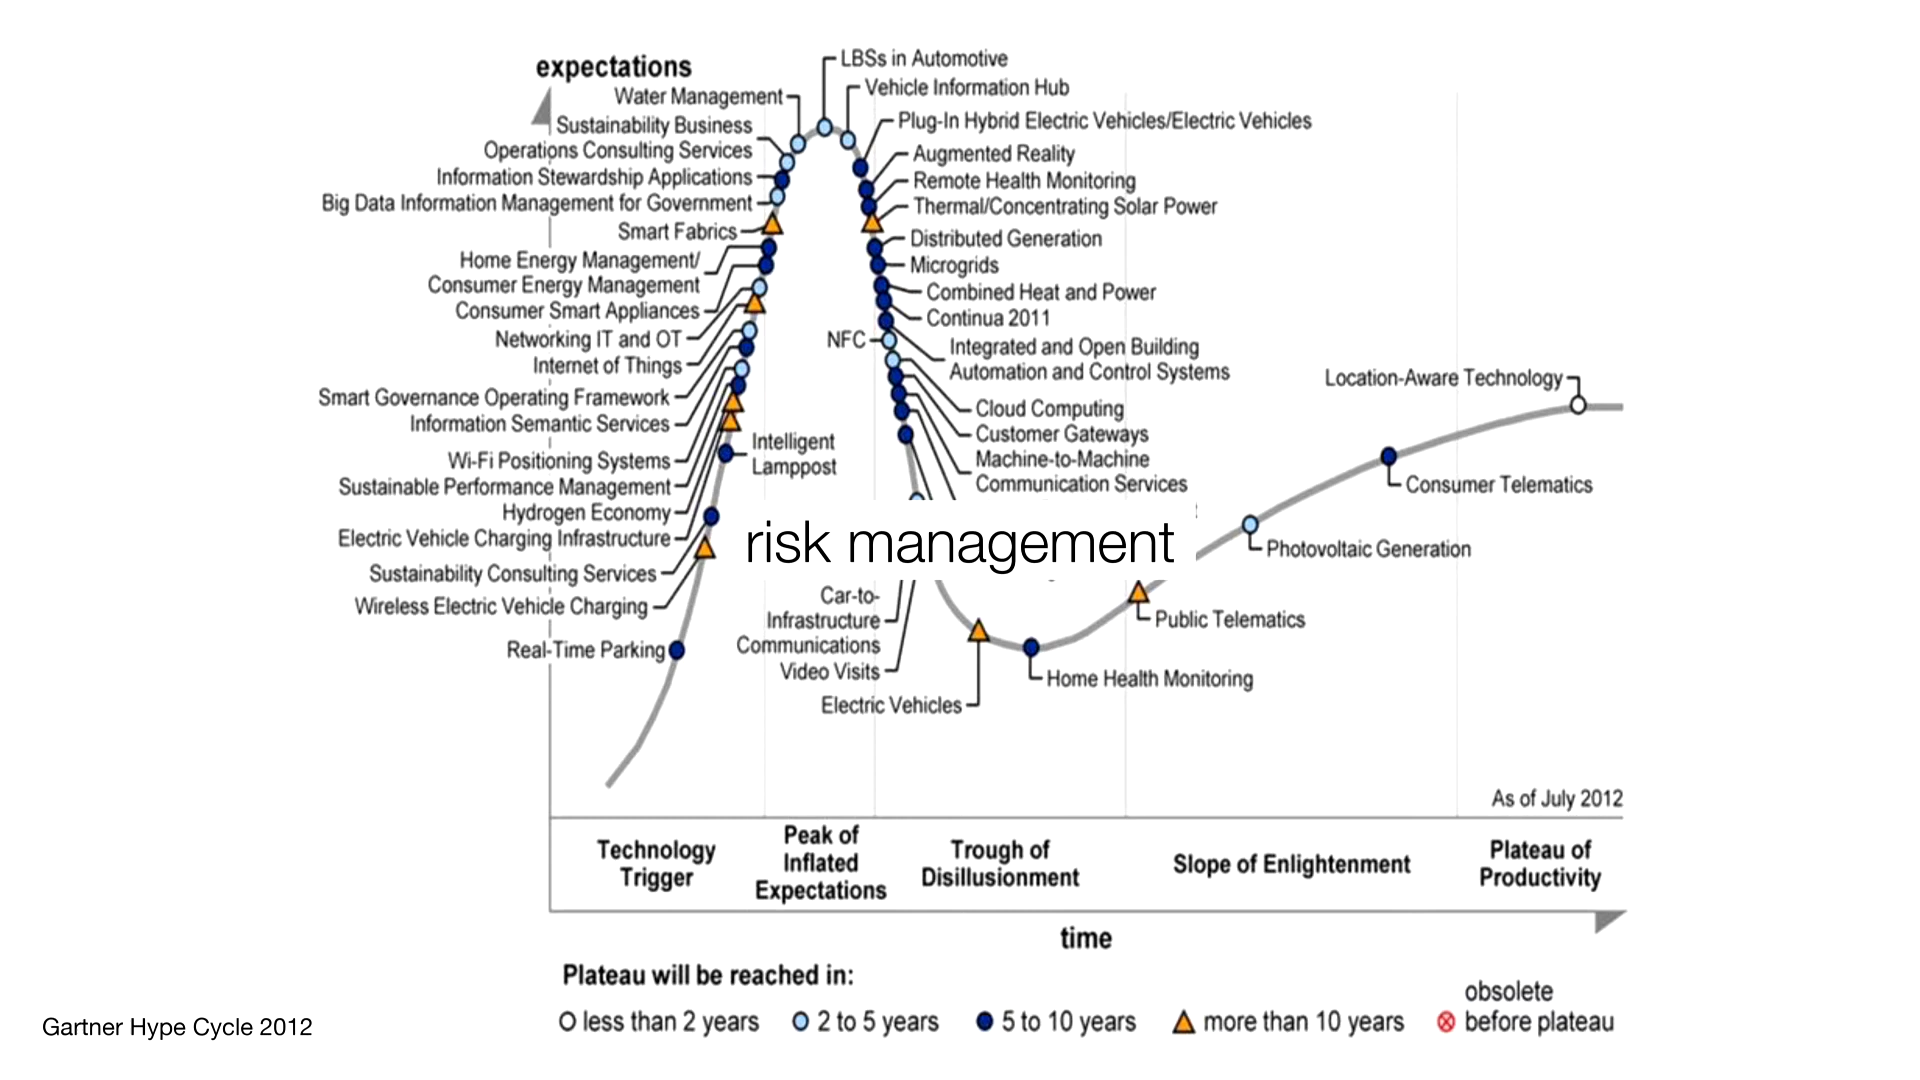 expectations
LBSs in Automotive
Vehicle Information Hub
Water Management
Plug-In Hybrid Electric Vehicles/Electric Vehicles
Sustainability Business
Operations Consulting Services
Augmented Reality
Information Stewardship Applications
Remote Health Monitoring
Big Data Information Management for Government
Thermal/Concentrating Solar Power
Smart Fabrics
Distributed Generation
Home Energy Management/
Consumer Energy Management
Microgrids
Combined Heat and Power
Consumer Smart Appliances
Continua 2011
Networking IT and OT
NFC
Integrated and Open Building
Automation and Control Systems
Internet of Things
Location-Aware Technology
Smart Governance Operating Framework
Cloud Computing
Information Semantic Services
Customer Gateways
Intelligent
Lamppost
Wi-Fi Positioning Systems
Machine-to-Machine
Communication Services
Sustainable Performance Management
Consumer Telematics
Hydrogen Economy
Electric Vehicle Charging Infrastructure
risk management
Photovoltaic Generation
Sustainability Consulting Services
Wireless Electric Vehicle Charging
Car-to-
Infrastructure
Communications
Public Telematics
Real-Time Parking
Video Visits
Home Health Monitoring
Electric Vehicles
As of July 2012
Technology
Trigger
Peak of
Inflated
Expectations
Trough of
Disillusionment
Slope of Enlightenment
Plateau of
Productivity
time
Plateau will be reached in:
less than 2 years
2 to 5 years
5 to 10 years
more than 10 years
obsolete
before plateau
Gartner Hype Cycle 2012